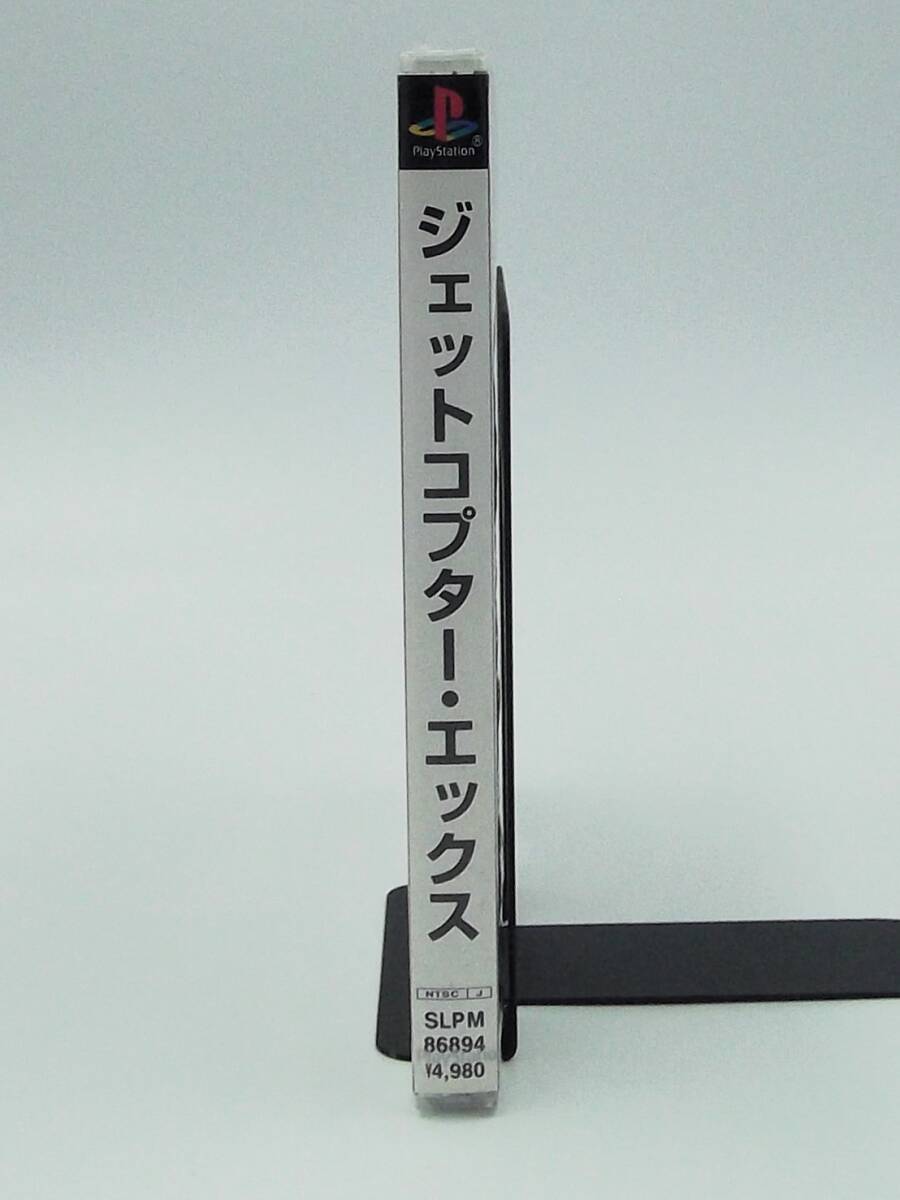 PlayStation®
ジェットコプター・エックス
NTSC J
SLPM
86894
¥4,980